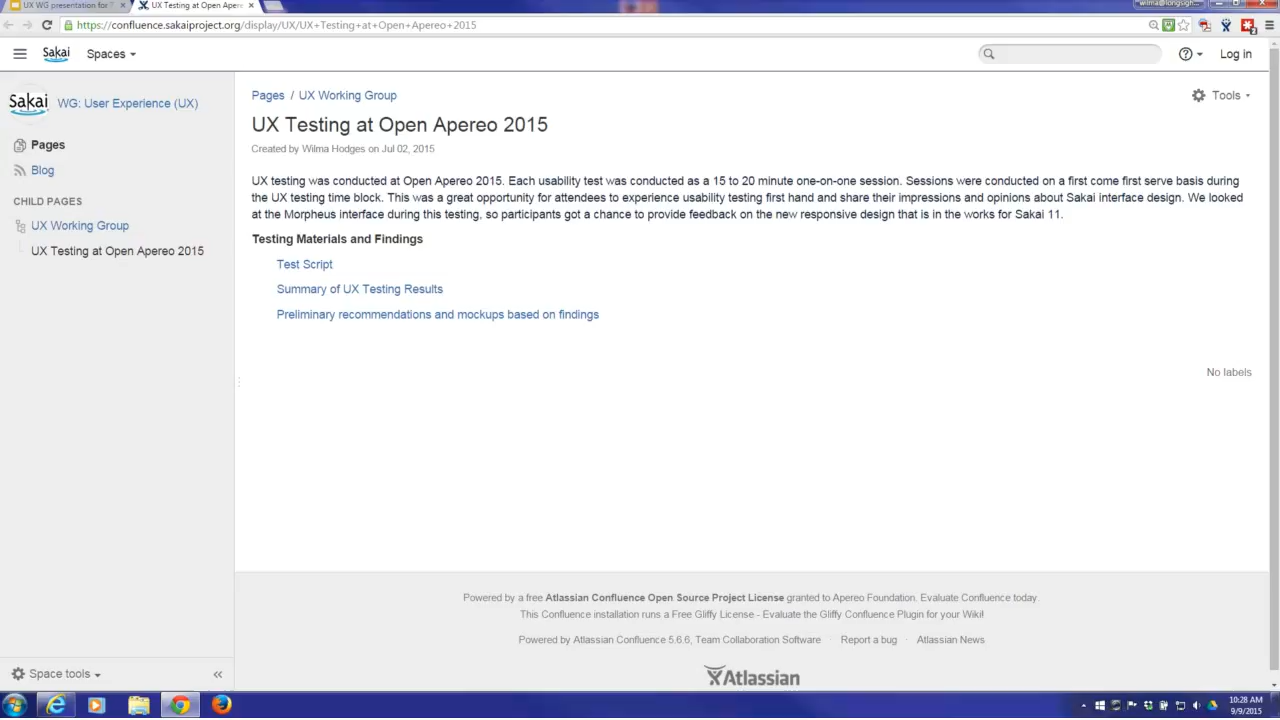 UX WG presentation for
UX Testing at Open Apere
wilma@longsigh...
https://confluence.sakaiproject.org/display/UX/UX+Testing+at+Open+Apereo+2015
Sakai
Spaces
Log in
Sakai
WG: User Experience (UX)
Pages
Blog
CHILD PAGES
UX Working Group
UX Testing at Open Apereo 2015
Space tools
Pages / UX Working Group
Tools
UX Testing at Open Apereo 2015
Created by Wilma Hodges on Jul 02, 2015
UX testing was conducted at Open Apereo 2015. Each usability test was conducted as a 15 to 20 minute one-on-one session. Sessions were conducted on a first come first serve basis during
the UX testing time block. This was a great opportunity for attendees to experience usability testing first hand and share their impressions and opinions about Sakai interface design. We looked
at the Morpheus interface during this testing, so participants got a chance to provide feedback on the new responsive design that is in the works for Sakai 11.
Testing Materials and Findings
Test Script
Summary of UX Testing Results
Preliminary recommendations and mockups based on findings
No labels
Powered by a free Atlassian Confluence Open Source Project License granted to Apereo Foundation. Evaluate Confluence today.
This Confluence installation runs a Free Gliffy License - Evaluate the Gliffy Confluence Plugin for your Wiki!
Powered by Atlassian Confluence 5.6.6, Team Collaboration Software · Report a bug · Atlassian News
Atlassian
10:28 AM
9/9/2015